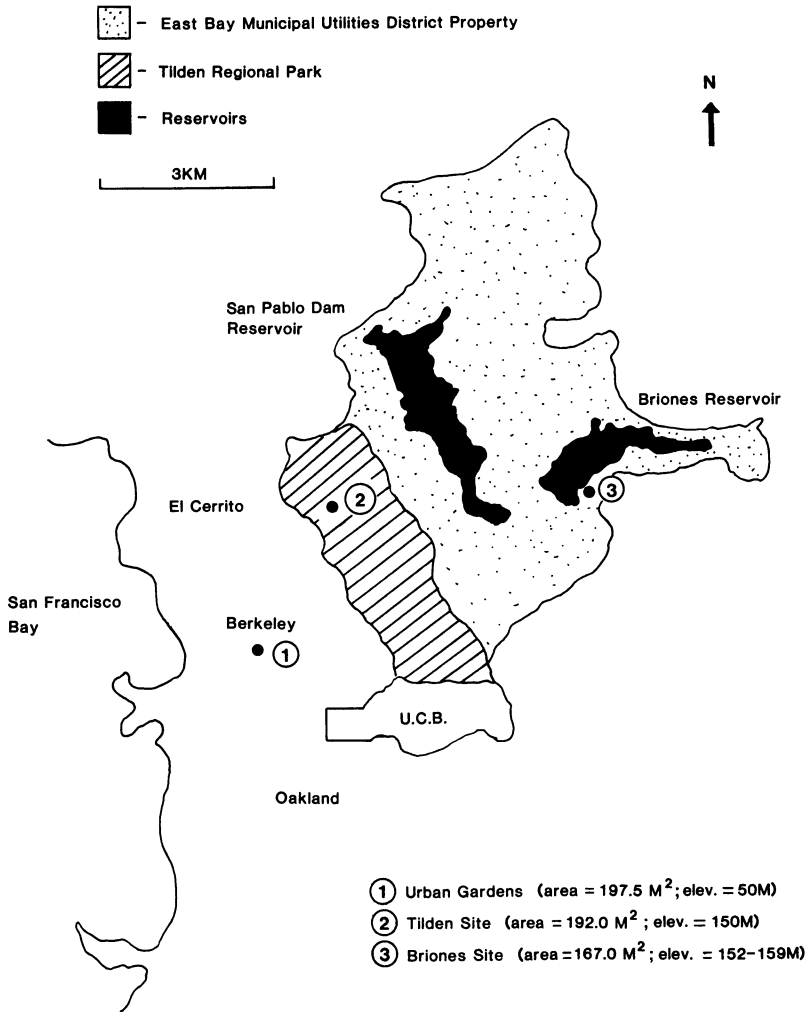 - East Bay Municipal Utilities District Property
- Tilden Regional Park
- Reservoirs
3KM
N
San Pablo Dam
Reservoir
Briones Reservoir
El Cerrito
2
3
San Francisco
Bay
Berkeley
1
U.C.B.
Oakland
1 Urban Gardens (area = 197.5 M²; elev. = 50M)
2 Tilden Site (area = 192.0 M² ; elev. = 150M)
3 Briones Site (area =167.0 M² ; elev. = 152-159M)